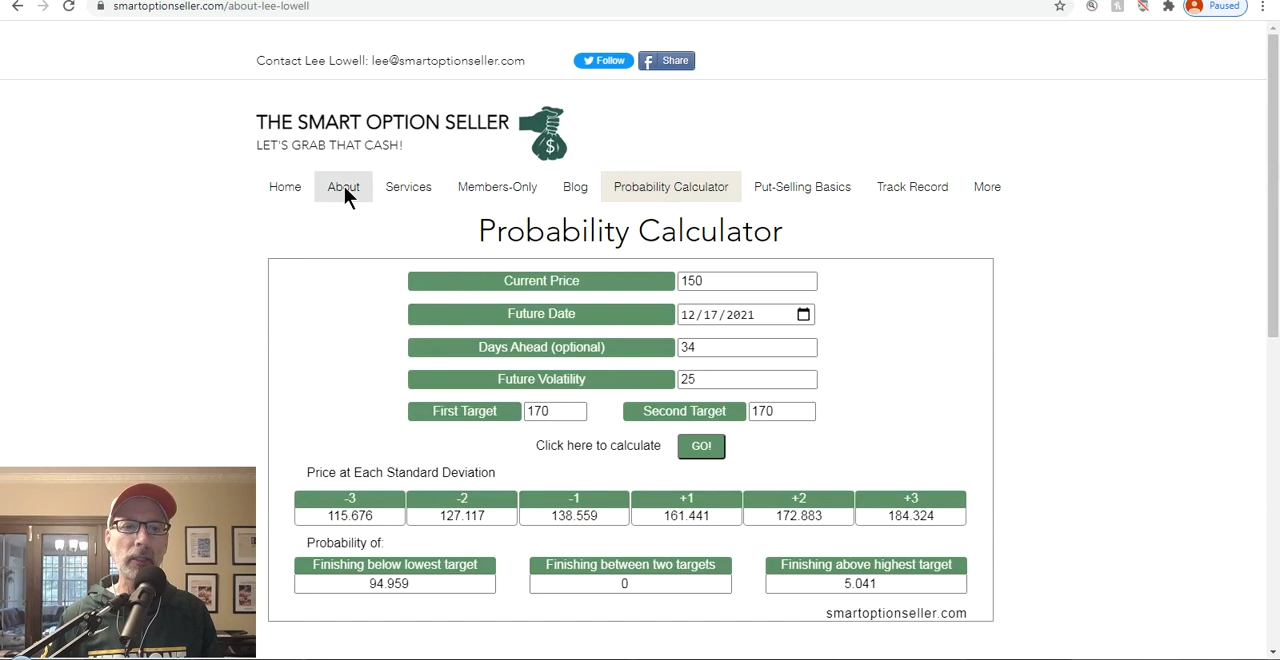 smartoptionseller.com/about-lee-lowell
Paused
Contact Lee Lowell: lee@smartoptionseller.com
Follow
Share
THE SMART OPTION SELLER
LET'S GRAB THAT CASH!
$
Home About Services Members-Only Blog Probability Calculator Put-Selling Basics Track Record More
Probability Calculator
Current Price 150
Future Date 12/17/2021
Days Ahead (optional) 34
Future Volatility 25
First Target 170 Second Target 170
Click here to calculate GO!
Price at Each Standard Deviation
-3 -2 -1 +1 +2 +3
115.676 127.117 138.559 161.441 172.883 184.324
Probability of:
Finishing below lowest target Finishing between two targets Finishing above highest target
94.959 0 5.041
smartoptionseller.com